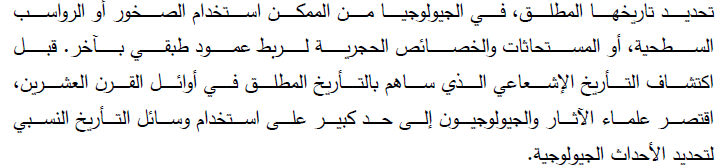 تحديد تاريخها المطلق، في الجيولوجيا من الممكن استخدام الصخور أو الرواسب
السطحية، أو المستحاثات والخصائص الحجرية لربط عمود طبقي بآخر. قبل
اكتشاف التأريخ الإشعاعي الذي ساهم بالتأريخ المطلق في أوائل القرن العشرين،
اقتصر علماء الآثار والجيولوجيون إلى حد كبير على استخدام وسائل التأريخ النسبي
لتحديد الأحداث الجيولوجية.